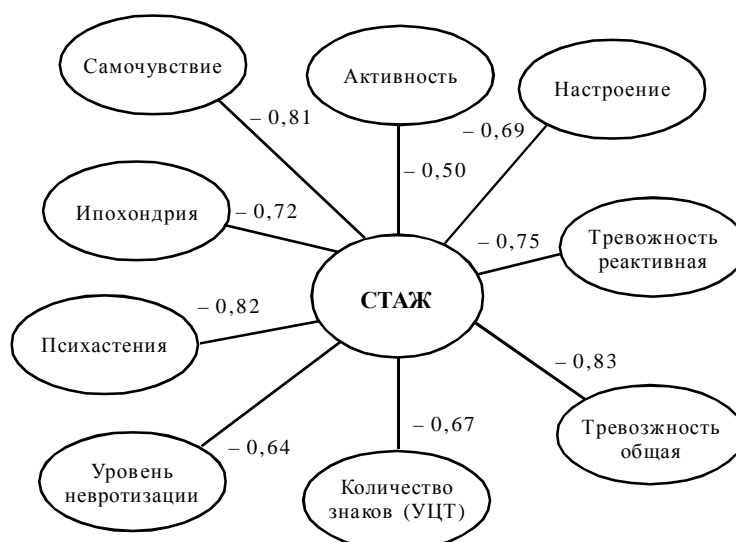 Самочувствие
Активность
Настроение
– 0,81
– 0,69
– 0,50
Ипохондрия
– 0,72
– 0,75
Тревожность
реактивная
СТАЖ
– 0,82
Психастения
– 0,83
Тревозжность
общая
– 0,64
– 0,67
Уровень
невротизации
Количество
знаков (УЦТ)